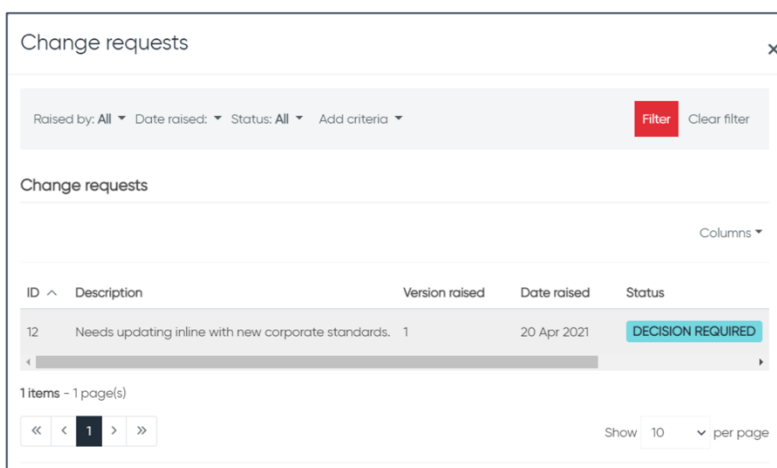 Change requests
Raised by: All Date raised: Status: All Add criteria Filter Clear filter
Change requests
Columns
ID Description Version raised Date raised Status
12 Needs updating inline with new corporate standards. 1 20 Apr 2021 DECISION REQUIRED
1 items - 1 page(s)
« < 1 > » Show 10 per page